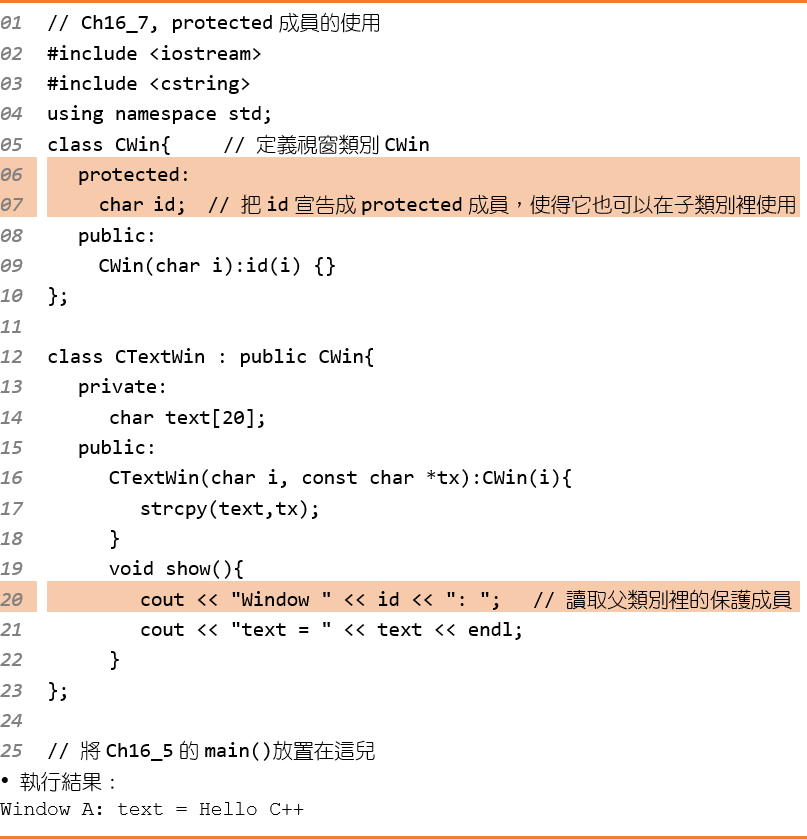 01 // Ch16_7, protected 成員的使用
02 #include <iostream>
03 #include <cstring>
04 using namespace std;
05 class CWin{     // 定義視窗類別 CWin
06    protected:
07      char id;  // 把 id 宣告成 protected 成員，使得它也可以在子類別裡使用
08    public:
09      CWin(char i):id(i) {}
10 };
11
12 class CTextWin : public CWin{
13    private:
14       char text[20];
15    public:
16       CTextWin(char i, const char *tx):CWin(i){
17          strcpy(text,tx);
18       }
19       void show(){
20          cout << "Window " << id << ": ";   // 讀取父類別裡的保護成員
21          cout << "text = " << text << endl;
22       }
23 };
24
25 // 將 Ch16_5 的 main()放置在這兒
• 執行結果：
Window A: text = Hello C++